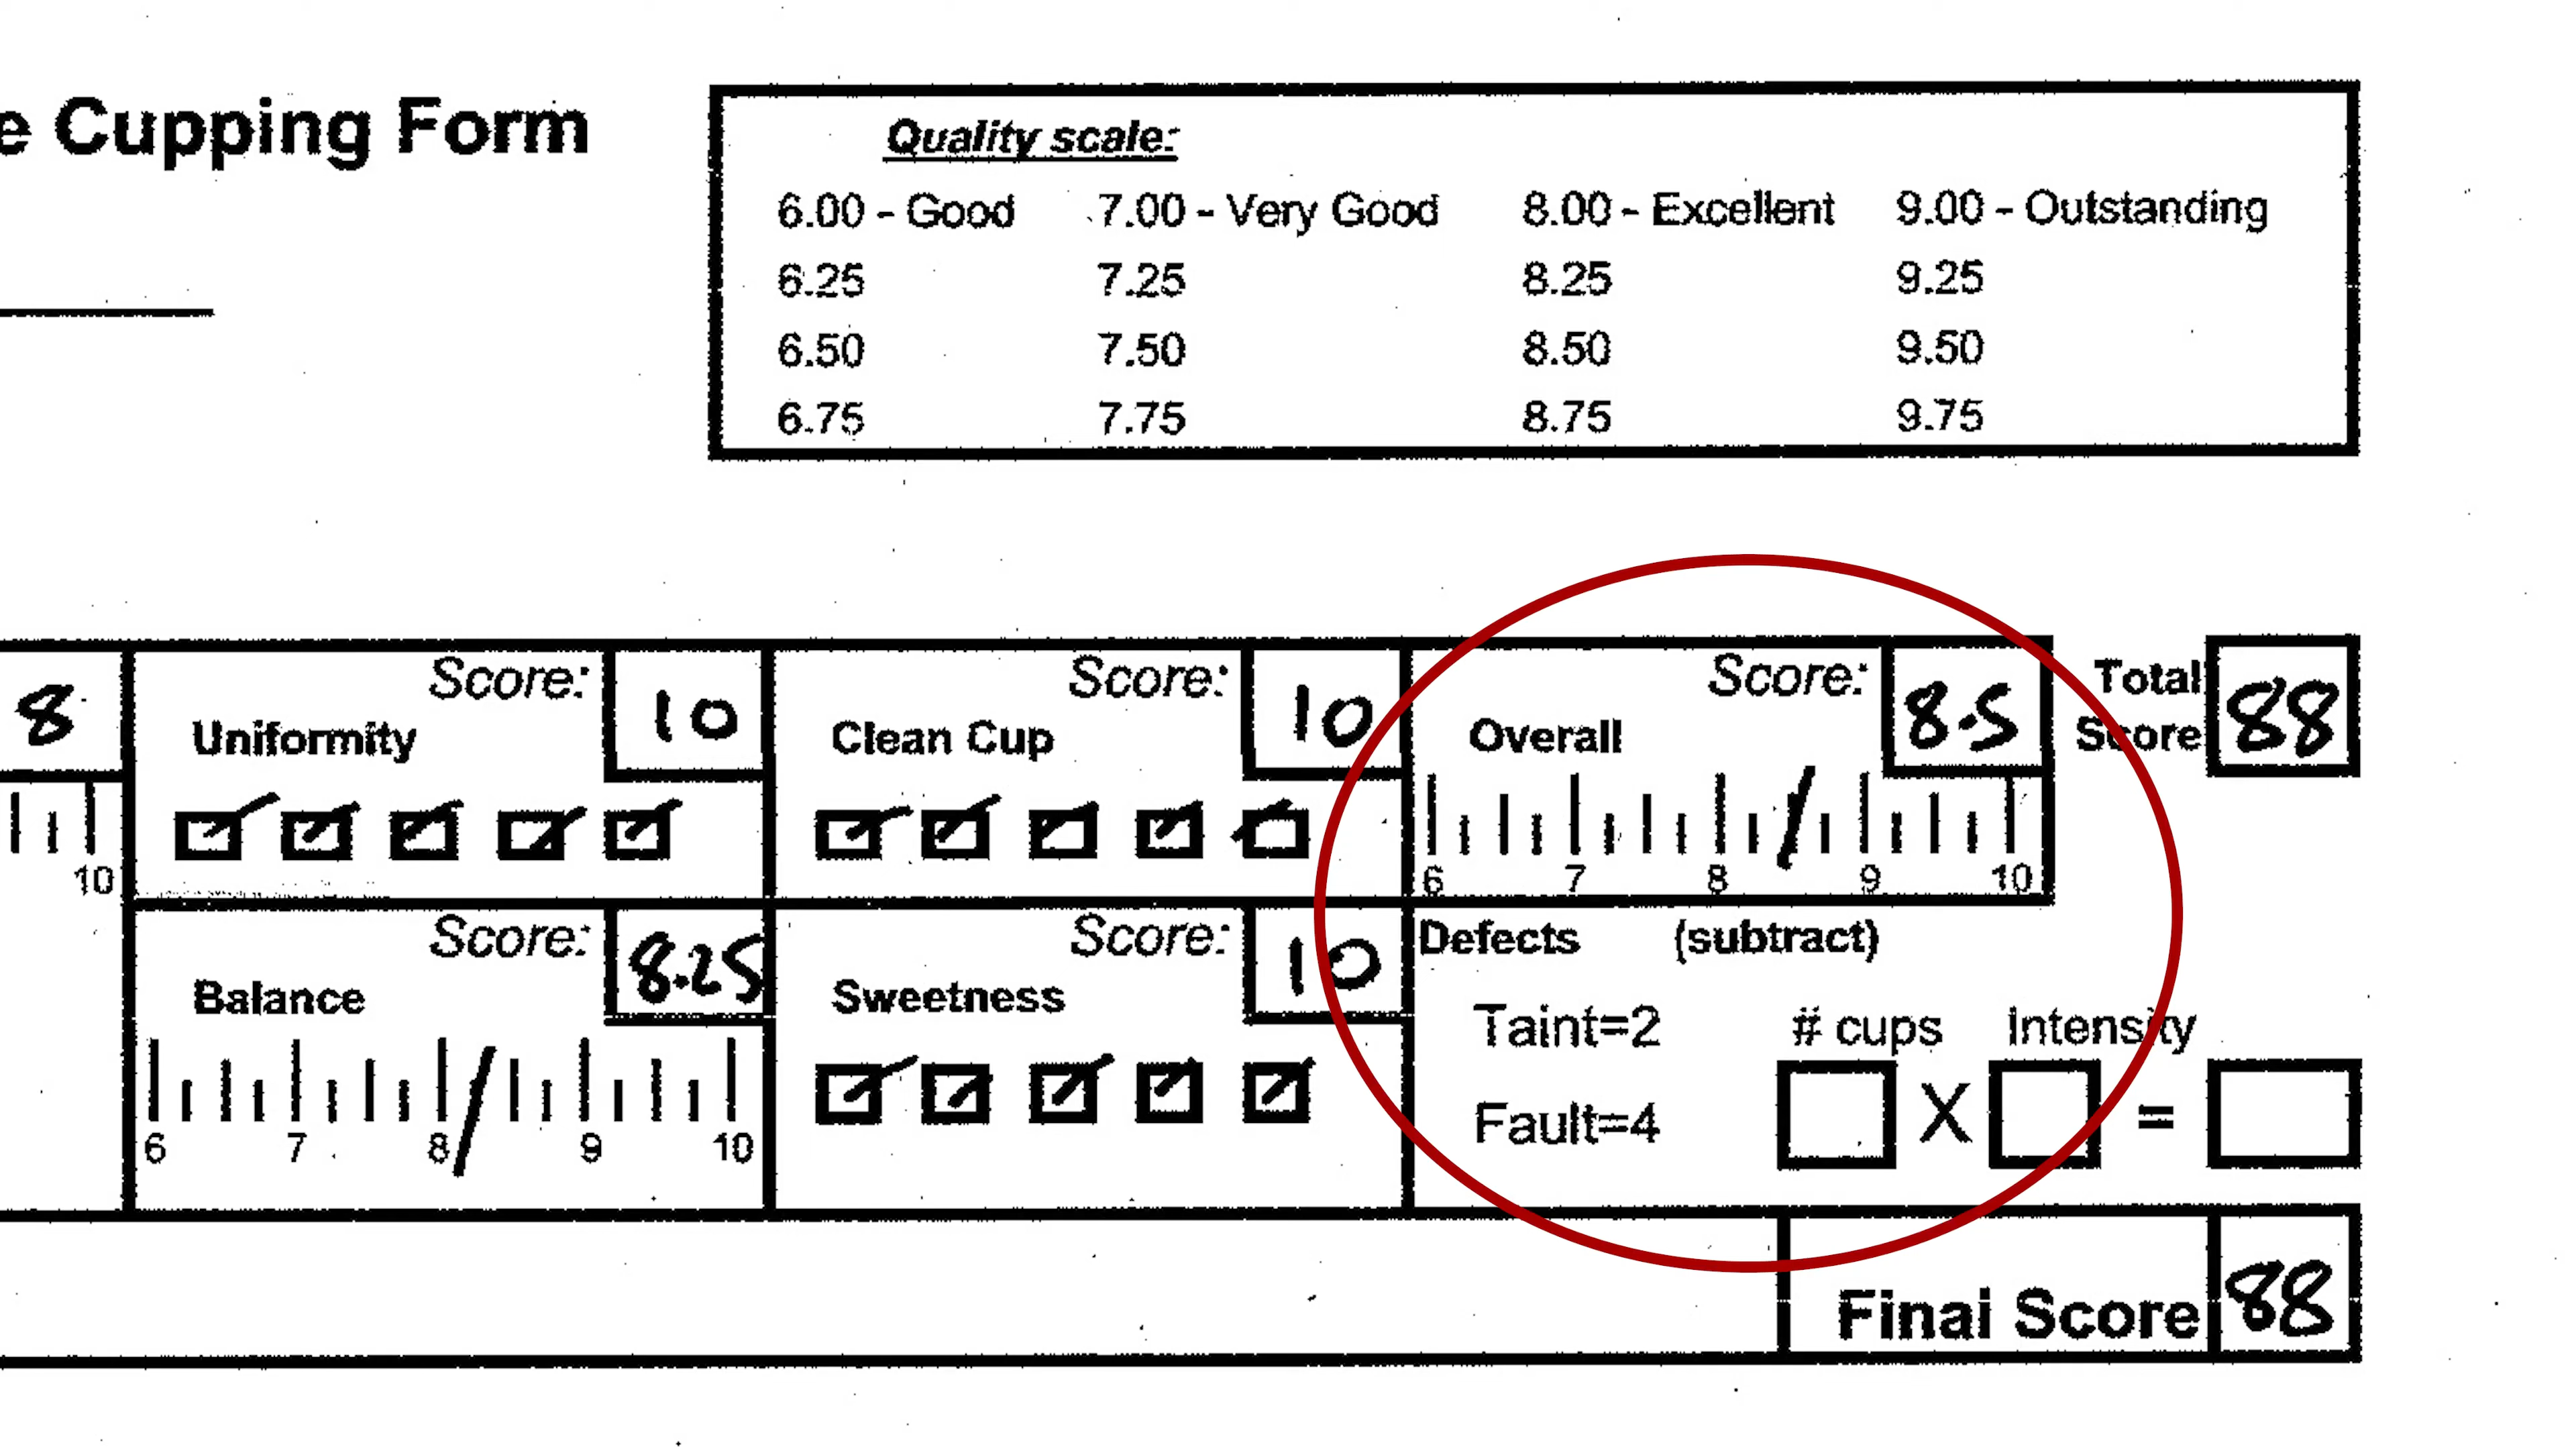 e Cupping Form
Quality scale:
6.00 - Good 7.00 - Very Good 8.00 - Excellent 9.00 - Outstanding
6.25 7.25 8.25 9.25
6.50 7.50 8.50 9.50
6.75 7.75 8.75 9.75
8
10
Score: 10
Uniformity
Score: 10
Clean Cup
Score: 8.5
Overall
6 7 8 9 10
Total Score 88
Score: 8.25
Balance
6 7 8 9 10
Score: 10
Sweetness
Defects (subtract)
Taint=2 # cups Intensity
Fault=4 X =
Final Score 88